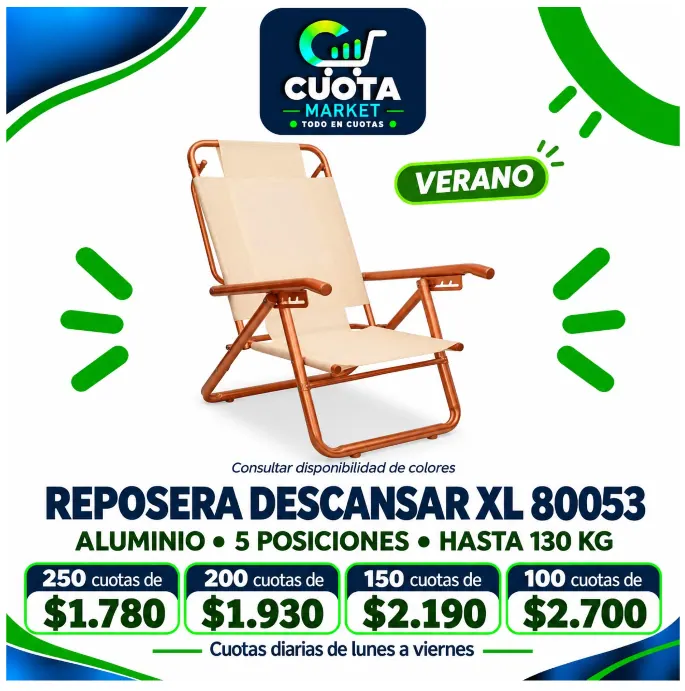 CUOTA
MARKET
TODO EN CUOTAS
VERANO
Consultar disponibilidad de colores
REPOSERA DESCANSAR XL 80053
ALUMINIO • 5 POSICIONES • HASTA 130 KG
250 cuotas de
$1.780
200 cuotas de
$1.930
150 cuotas de
$2.190
100 cuotas de
$2.700
Cuotas diarias de lunes a viernes